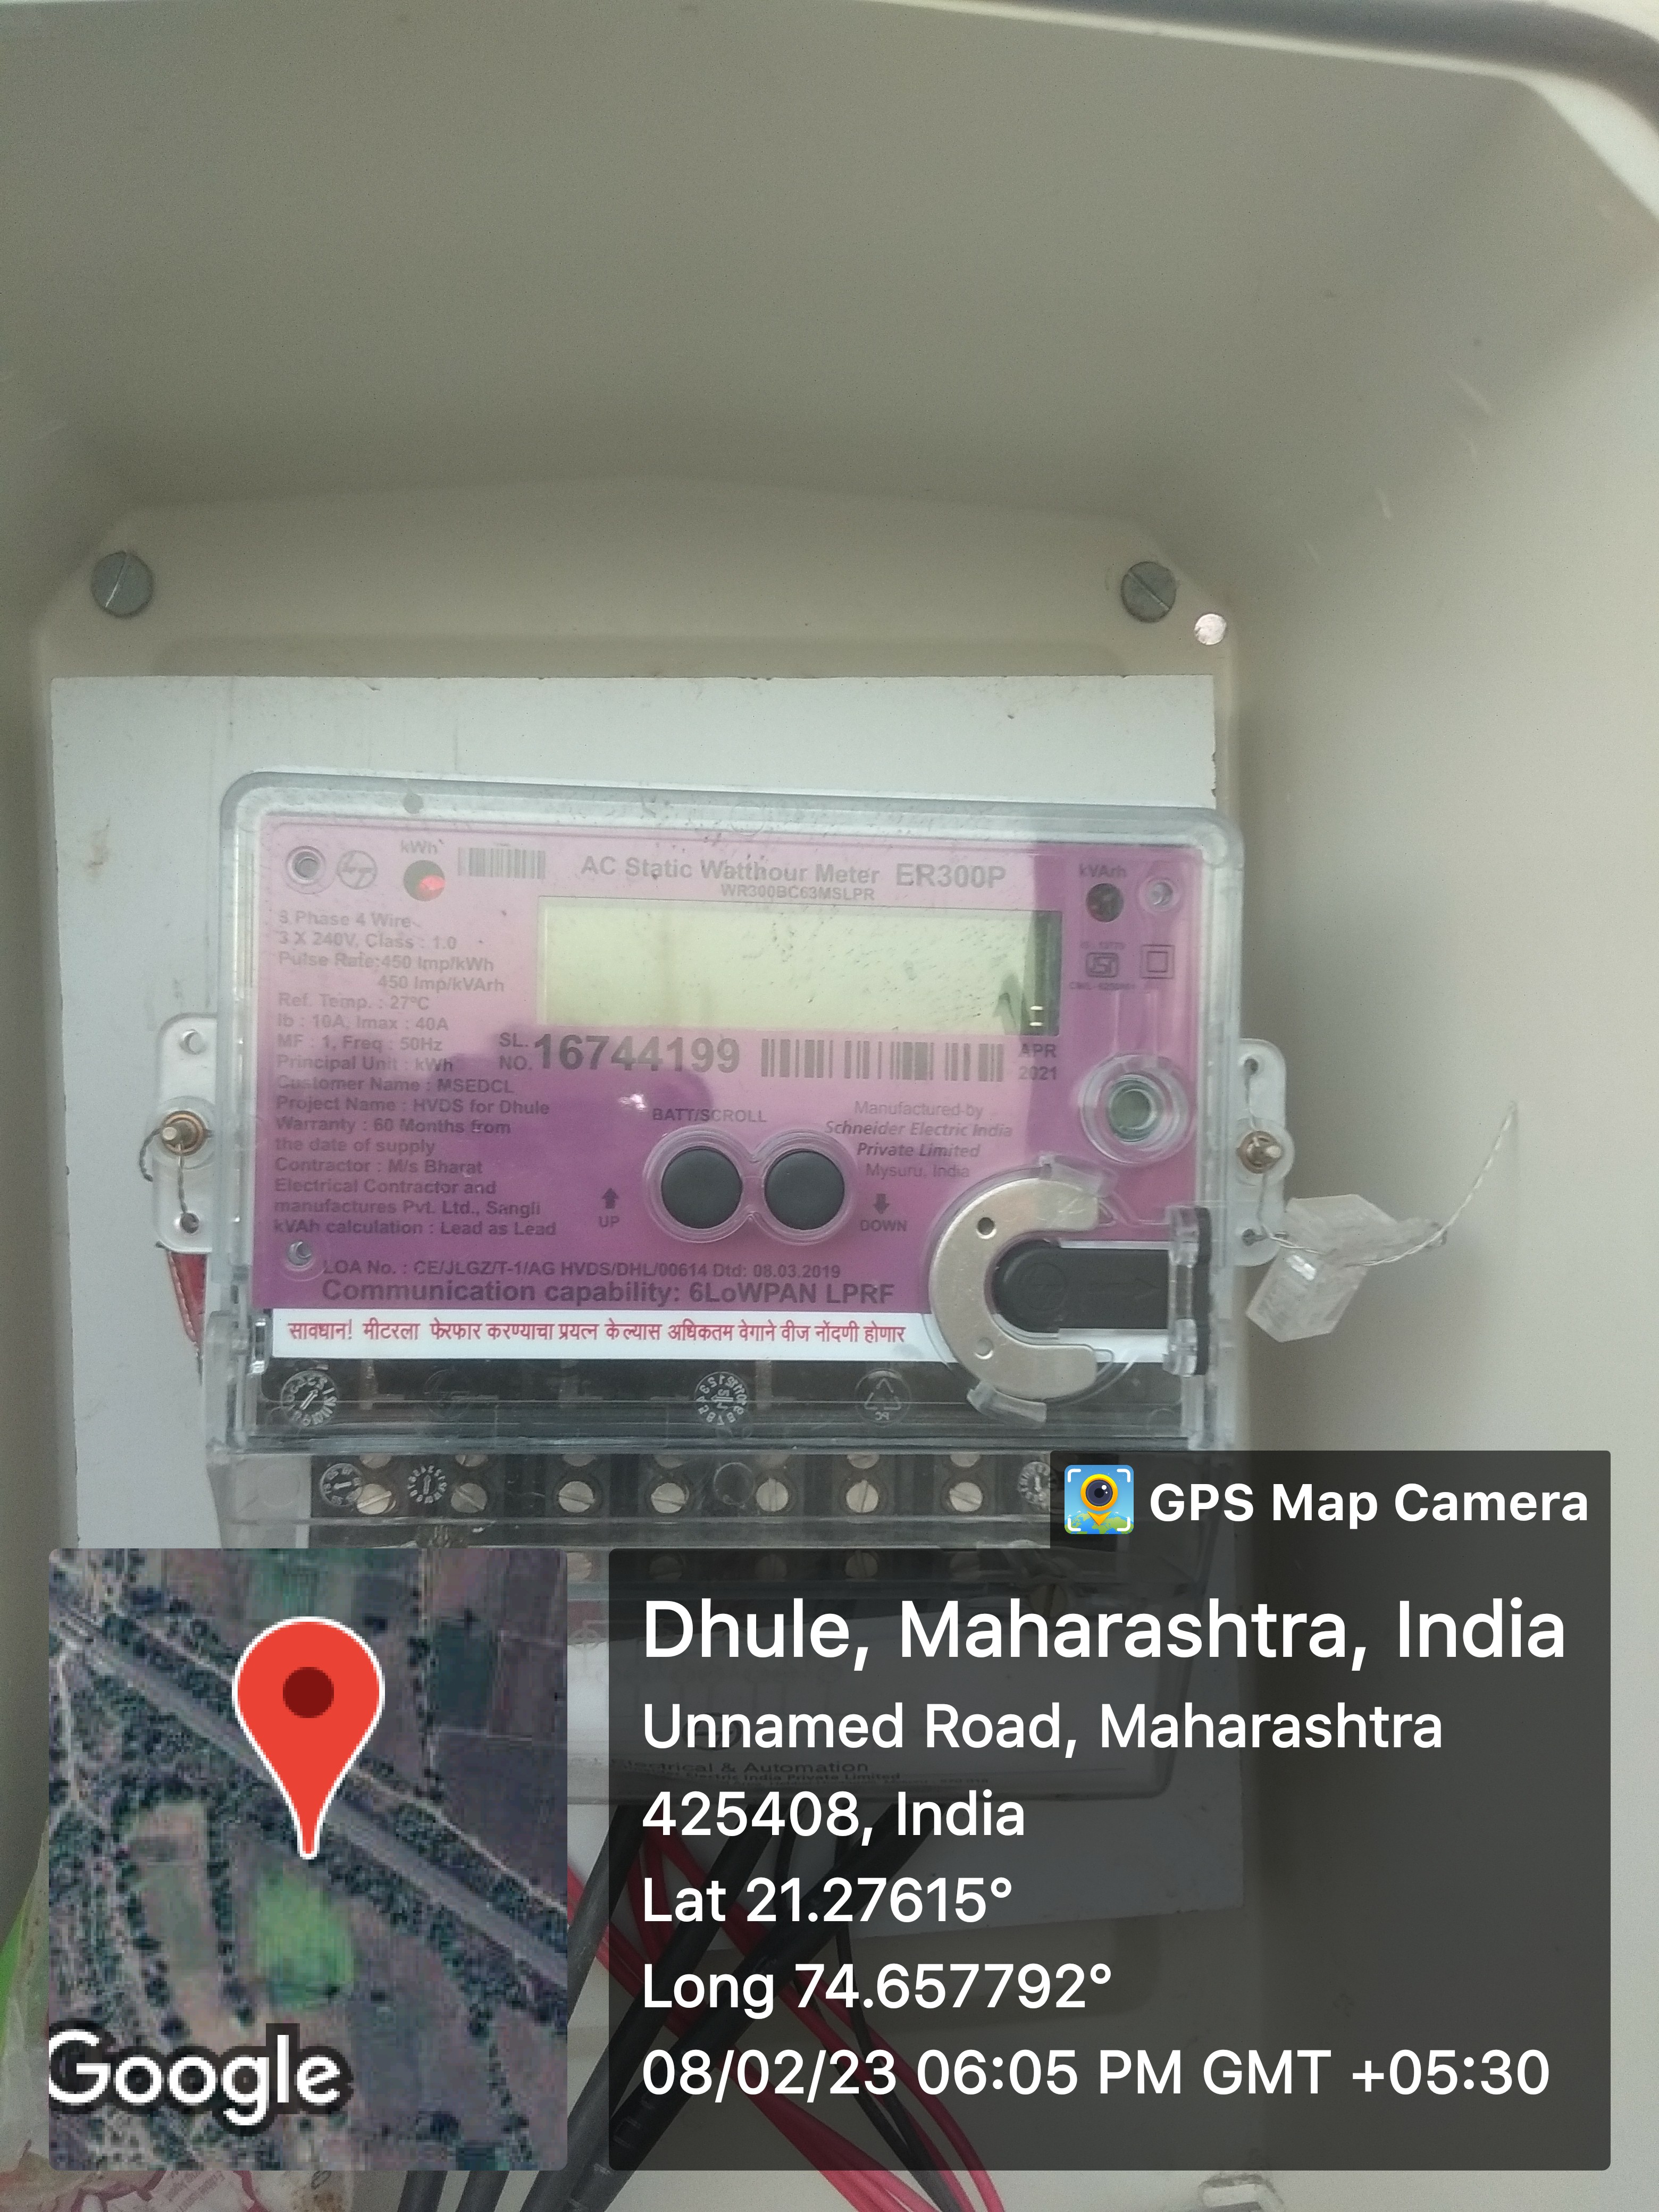 kWh
AC Static Watthour Meter ER300P
WR300BC63MSLPR
kVArh
3 Phase 4 Wire
3 X 240V, Class : 1.0
Pulse Rate:450 Imp/kWh
450 Imp/kVArh
Ref. Temp. : 27°C
Ib : 10A, Imax : 40A
MF : 1, Freq : 50Hz
Principal Unit : kWh
Customer Name : MSEDCL
Project Name : HVDS for Dhule
Warranty : 60 Months from
the date of supply
Contractor : M/s Bharat
Electrical Contractor and
manufactures Pvt. Ltd., Sangli
kVAh calculation : Lead as Lead
SL. NO. 16744199
APR
2021
BATT/SCROLL
UP
DOWN
Manufactured by
Schneider Electric India
Private Limited
Mysuru, India
LOA No. : CE/JLGZ/T-1/AG HVDS/DHL/00614 Dtd: 08.03.2019
Communication capability: 6LoWPAN LPRF
सावधान! मीटरला फेरफार करण्याचा प्रयत्न केल्यास अधिकतम वेगाने वीज नोंदणी होणार
GPS Map Camera
Dhule, Maharashtra, India
Unnamed Road, Maharashtra
425408, India
Lat 21.27615°
Long 74.657792°
08/02/23 06:05 PM GMT +05:30
Google
& Automation
India Private Limited